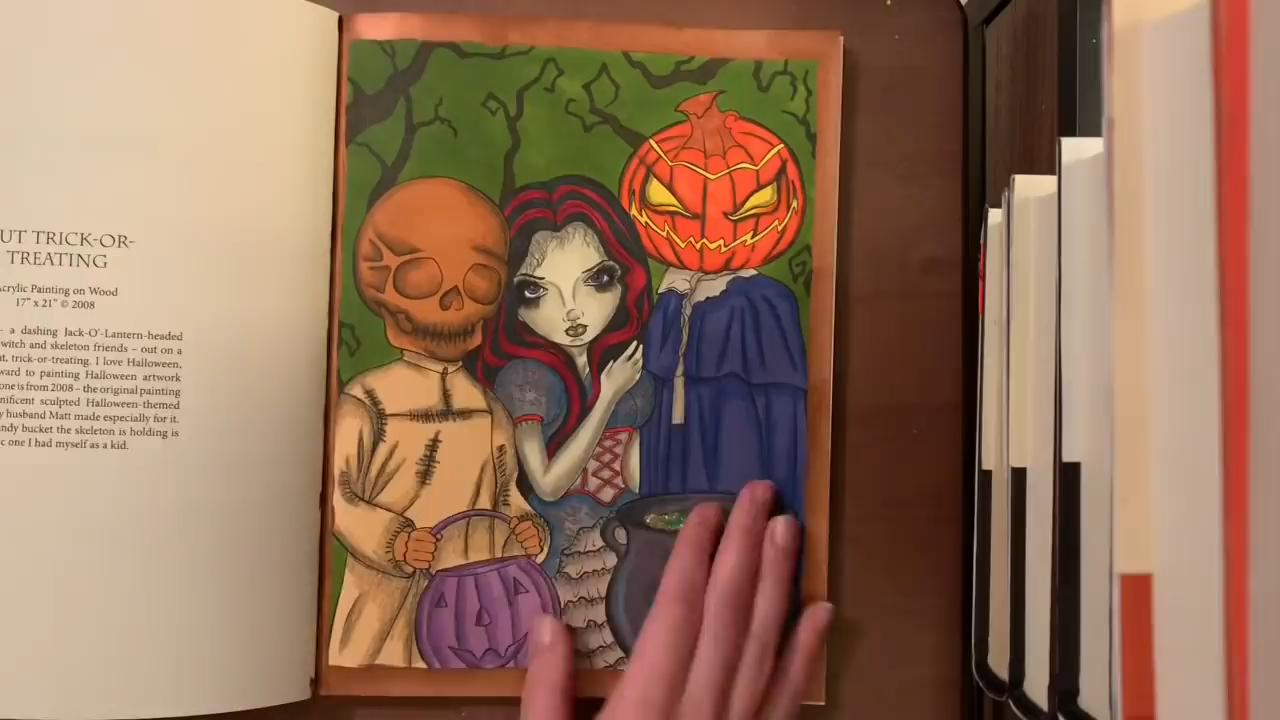 UT TRICK-OR-
TREATING
Acrylic Painting on Wood
17" x 21" © 2008
– a dashing Jack-O'-Lantern-headed
witch and skeleton friends – out on a
t, trick-or-treating. I love Halloween,
ward to painting Halloween artwork
one is from 2008 – the original painting
nificent sculpted Halloween-themed
y husband Matt made especially for it.
ndy bucket the skeleton is holding is
c one I had myself as a kid.